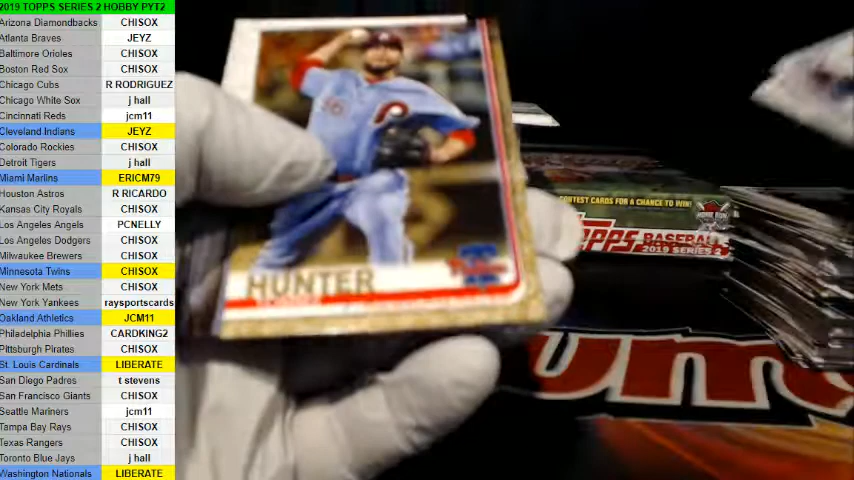 2019 TOPPS SERIES 2 HOBBY PYT2
Arizona Diamondbacks CHISOX
Atlanta Braves JEYZ
Baltimore Orioles CHISOX
Boston Red Sox CHISOX
Chicago Cubs R RODRIGUEZ
Chicago White Sox j hall
Cincinnati Reds jcm11
Cleveland Indians JEYZ
Colorado Rockies CHISOX
Detroit Tigers j hall
Miami Marlins ERICM79
Houston Astros R RICARDO
Kansas City Royals CHISOX
Los Angeles Angels PCNELLY
Los Angeles Dodgers CHISOX
Milwaukee Brewers CHISOX
Minnesota Twins CHISOX
New York Mets CHISOX
New York Yankees raysportscards
Oakland Athletics JCM11
Philadelphia Phillies CARDKING2
Pittsburgh Pirates CHISOX
St. Louis Cardinals LIBERATE
San Diego Padres t stevens
San Francisco Giants CHISOX
Seattle Mariners jcm11
Tampa Bay Rays CHISOX
Texas Rangers CHISOX
Toronto Blue Jays j hall
Washington Nationals LIBERATE
HUNTER
CONTEST CARDS FOR A CHANCE TO WIN!
HOME RUN
TOPPS BASEBALL
2019 SERIES 2